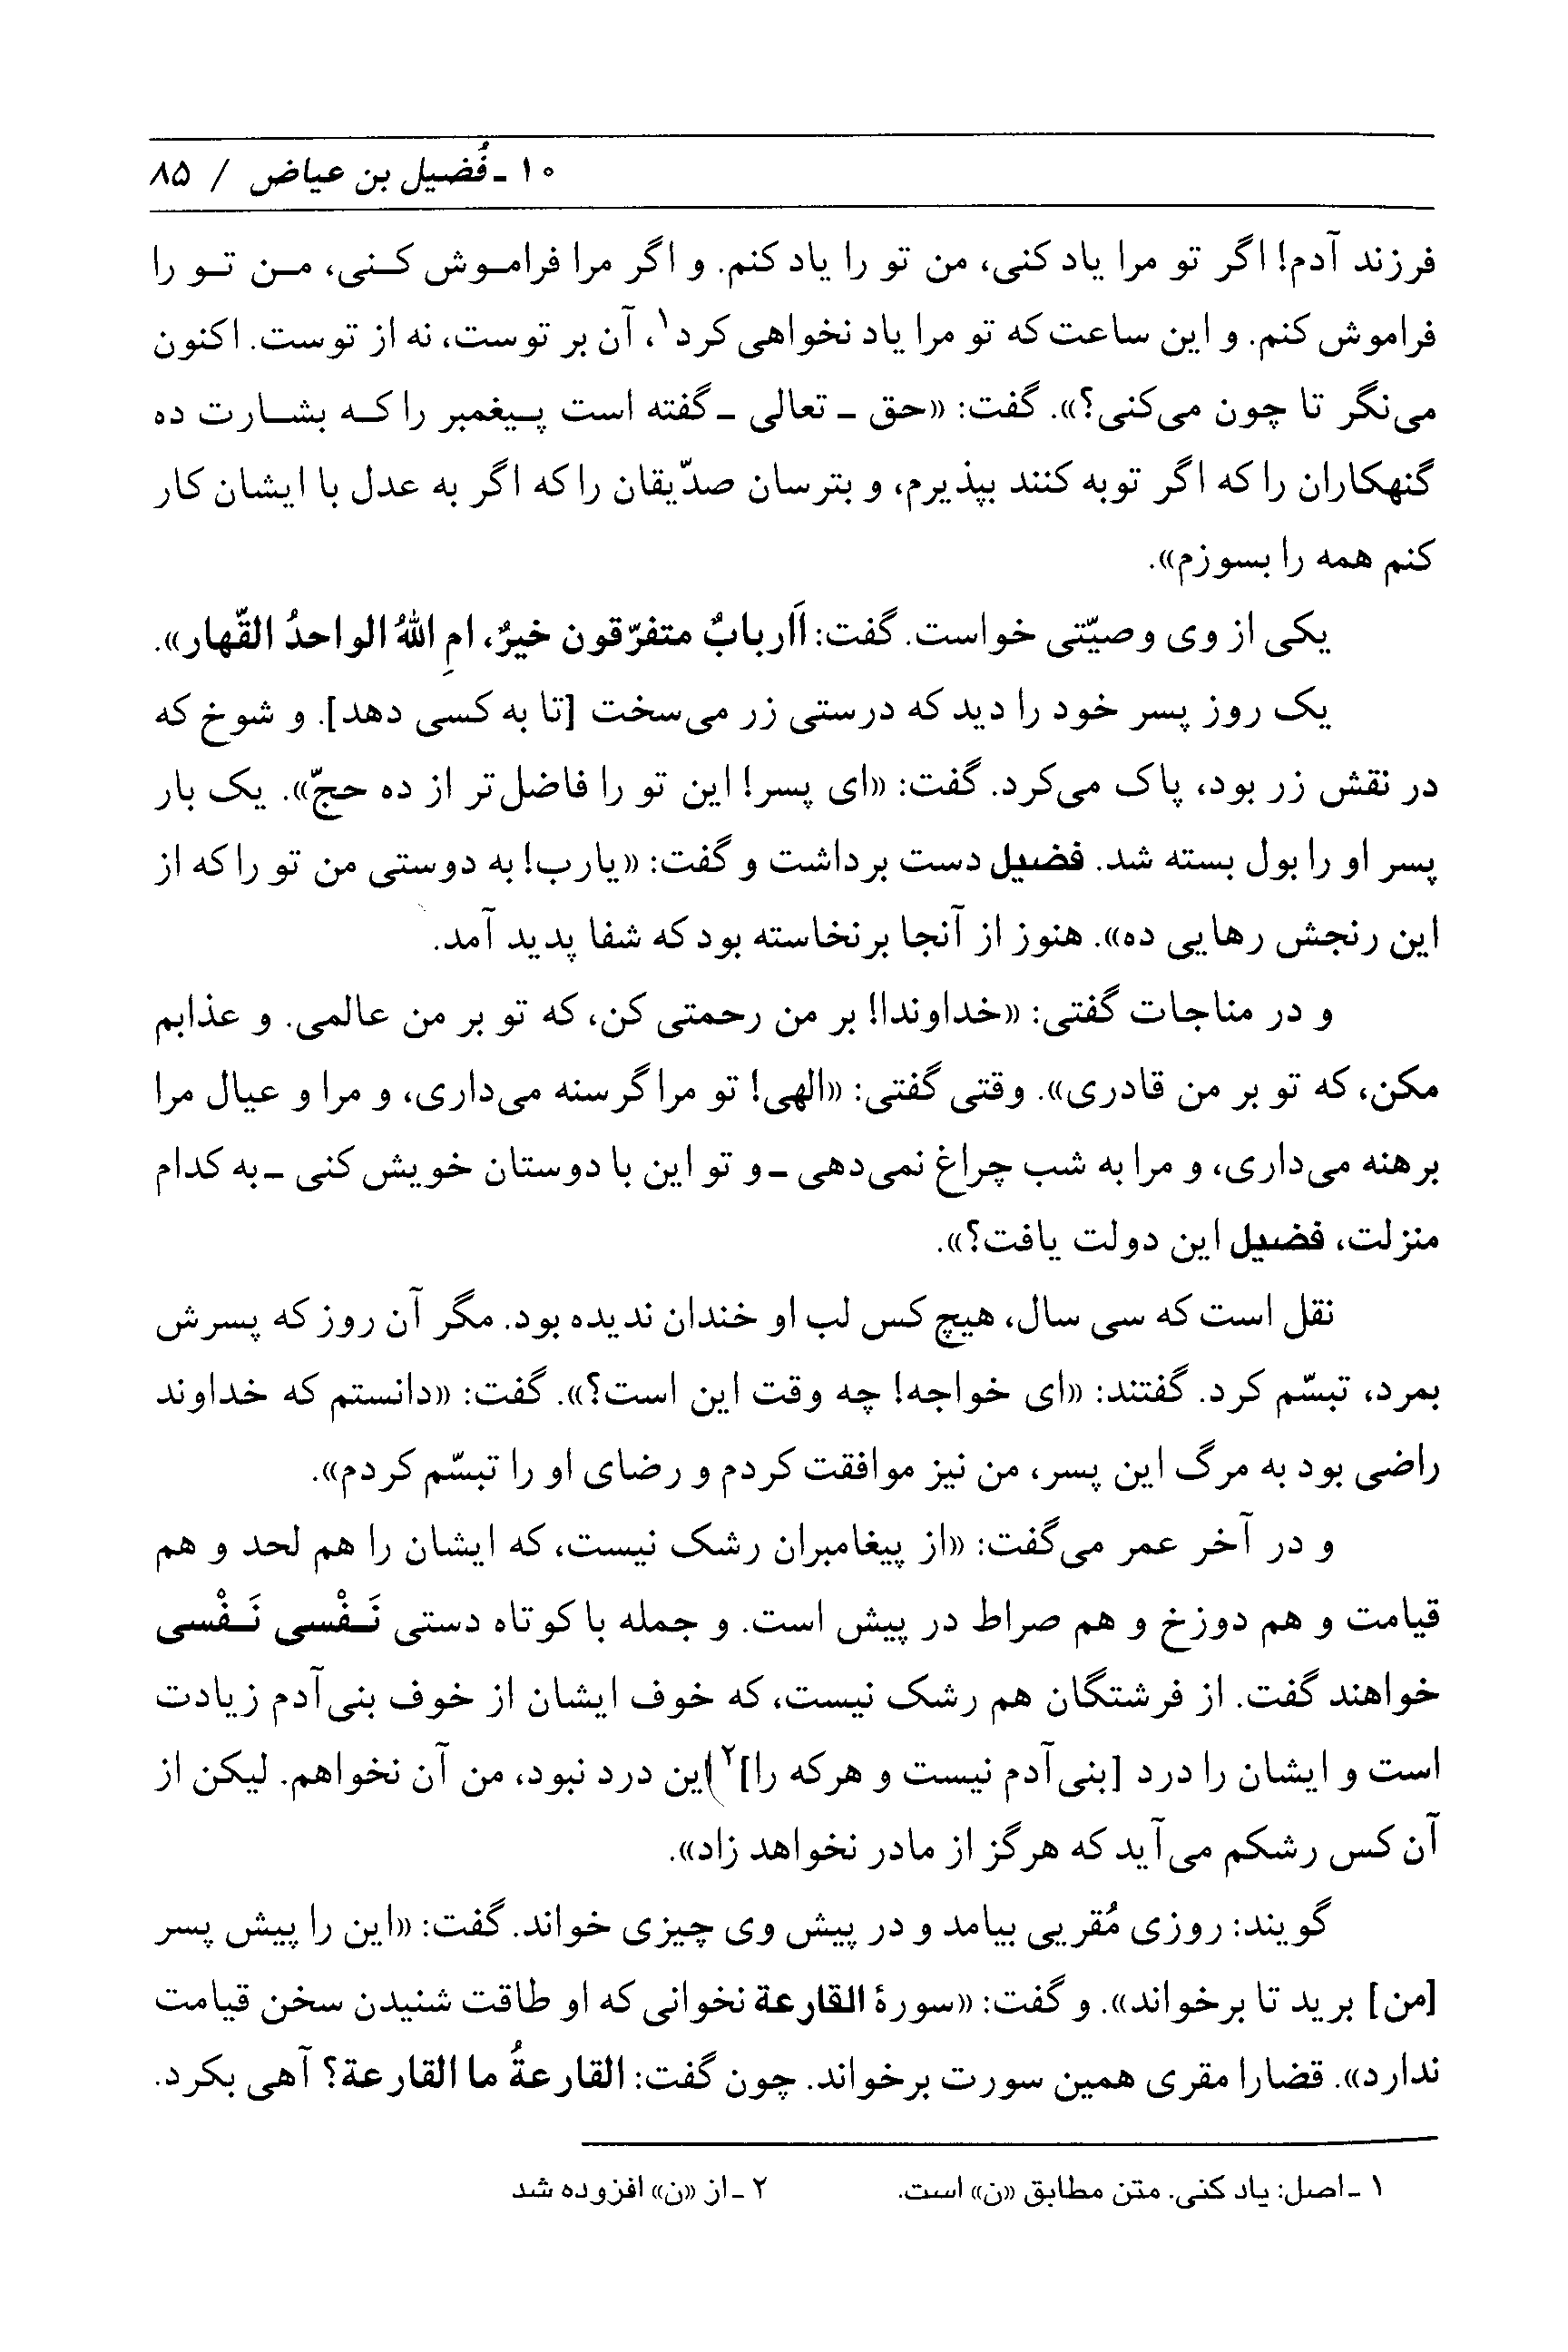 ۱۰ ـ فُضیل بن عیاض / ۸۵
فرزند آدم! اگر تو مرا یاد کنی، من تو را یاد کنم. و اگر مرا فراموش کنی، من تو را
فراموش کنم. و این ساعت که تو مرا یاد نخواهی کرد۱، آن بر توست، نه از توست. اکنون
می‌نگر تا چون می‌کنی؟». گفت: «حق ـ تعالی ـ گفته است پیغمبر را که بشارت ده
گنهکاران را که اگر توبه کنند بپذیرم، و بترسان صدّیقان را که اگر به عدل با ایشان کار
کنم همه را بسوزم».
یکی از وی وصیّتی خواست. گفت: أَاَربابٌ متفرّقون خیرٌ، امِ اللهُ الواحدُ القّهار».
یک روز پسر خود را دید که درستی زر می‌سخت [تا به کسی دهد]. و شوخ که
در نقش زر بود، پاک می‌کرد. گفت: «ای پسر! این تو را فاضل‌تر از ده حجّ». یک بار
پسر او را بول بسته شد. فضیل دست برداشت و گفت: «یارب! به دوستی من تو را که از
این رنجش رهایی ده». هنوز از آنجا برنخاسته بود که شفا پدید آمد.
و در مناجات گفتی: «خداوندا! بر من رحمتی کن، که تو بر من عالمی. و عذابم
مکن، که تو بر من قادری». وقتی گفتی: «الهی! تو مرا گرسنه می‌داری، و مرا و عیال مرا
برهنه می‌داری، و مرا به شب چراغ نمی‌دهی ـ و تو این با دوستان خویش کنی ـ به کدام
منزلت، فضیل این دولت یافت؟».
نقل است که سی سال، هیچ کس لب او خندان ندیده بود. مگر آن روز که پسرش
بمرد، تبسّم کرد. گفتند: «ای خواجه! چه وقت این است؟». گفت: «دانستم که خداوند
راضی بود به مرگ این پسر، من نیز موافقت کردم و رضای او را تبسّم کردم».
و در آخر عمر می‌گفت: «از پیغامبران رشک نیست، که ایشان را هم لحد و هم
قیامت و هم دوزخ و هم صراط در پیش است. و جمله با کوتاه دستی نَفْسی نَفْسی
خواهند گفت. از فرشتگان هم رشک نیست، که خوف ایشان از خوف بنی‌آدم زیادت
است و ایشان را درد [بنی‌آدم نیست و هرکه را]۲ این درد نبود، من آن نخواهم. لیکن از
آن کس رشکم می‌آید که هرگز از مادر نخواهد زاد».
گویند: روزی مُقریی بیامد و در پیش وی چیزی خواند. گفت: «این را پیش پسر
[من] برید تا برخواند». و گفت: «سورهٔ القارعة نخوانی که او طاقت شنیدن سخن قیامت
ندارد». قضارا مقری همین سورت برخواند. چون گفت: القارعةُ ما القارعة؟ آهی بکرد.
۱ ـ اصل: یاد کنی. متن مطابق «ن» است. ۲ ـ از «ن» افزوده شد